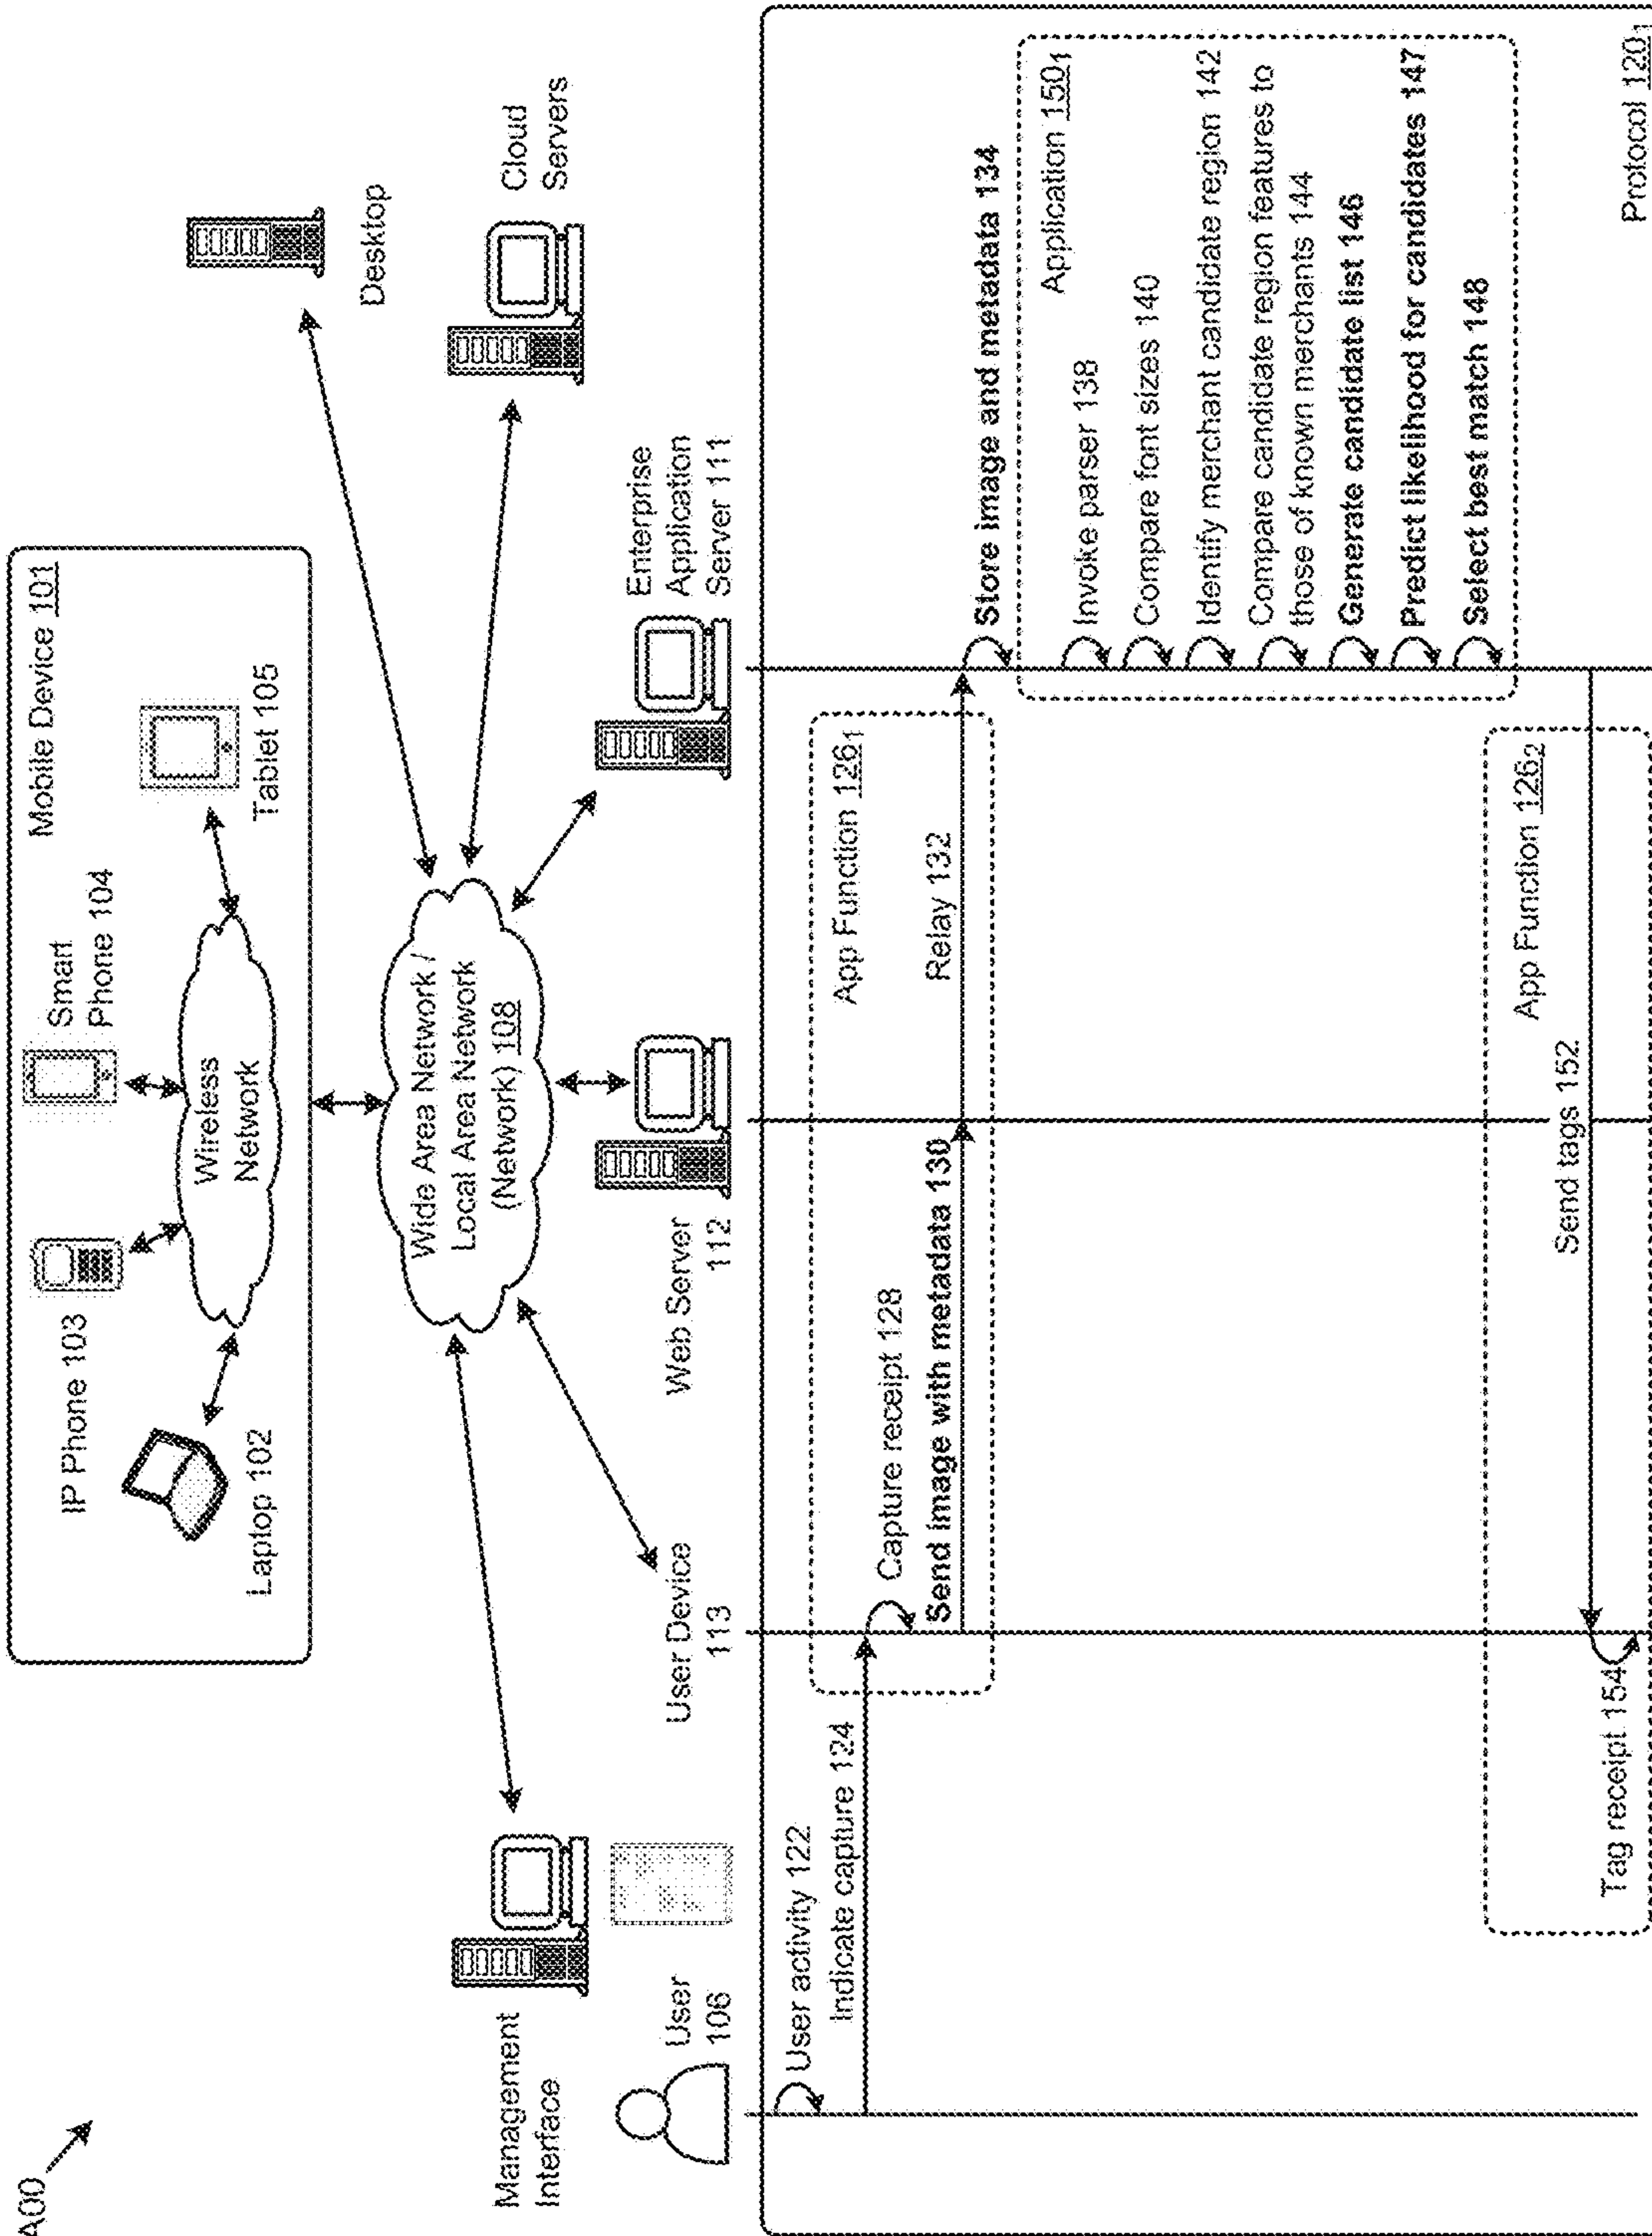 A00
Mobile Device 101
IP Phone 103
Smart
Phone 104
Laptop 102
Wireless
Network
Tablet 105
Desktop
Wide Area Network /
Local Area Network
(Network) 108
Cloud
Servers
Management
Interface
User
106
User Device
113
Web Server
112
Enterprise
Application
Server 111
User activity 122
Indicate capture 124
App Function 126₁
Capture receipt 128
Send image with metadata 130
Relay 132
Store image and metadata 134
Application 150₁
Invoke parser 138
Compare font sizes 140
Identify merchant candidate region 142
Compare candidate region features to
those of known merchants 144
Generate candidate list 146
Predict likelihood for candidates 147
Select best match 148
App Function 126₂
Send tags 152
Tag receipt 154
Protocol 120₁